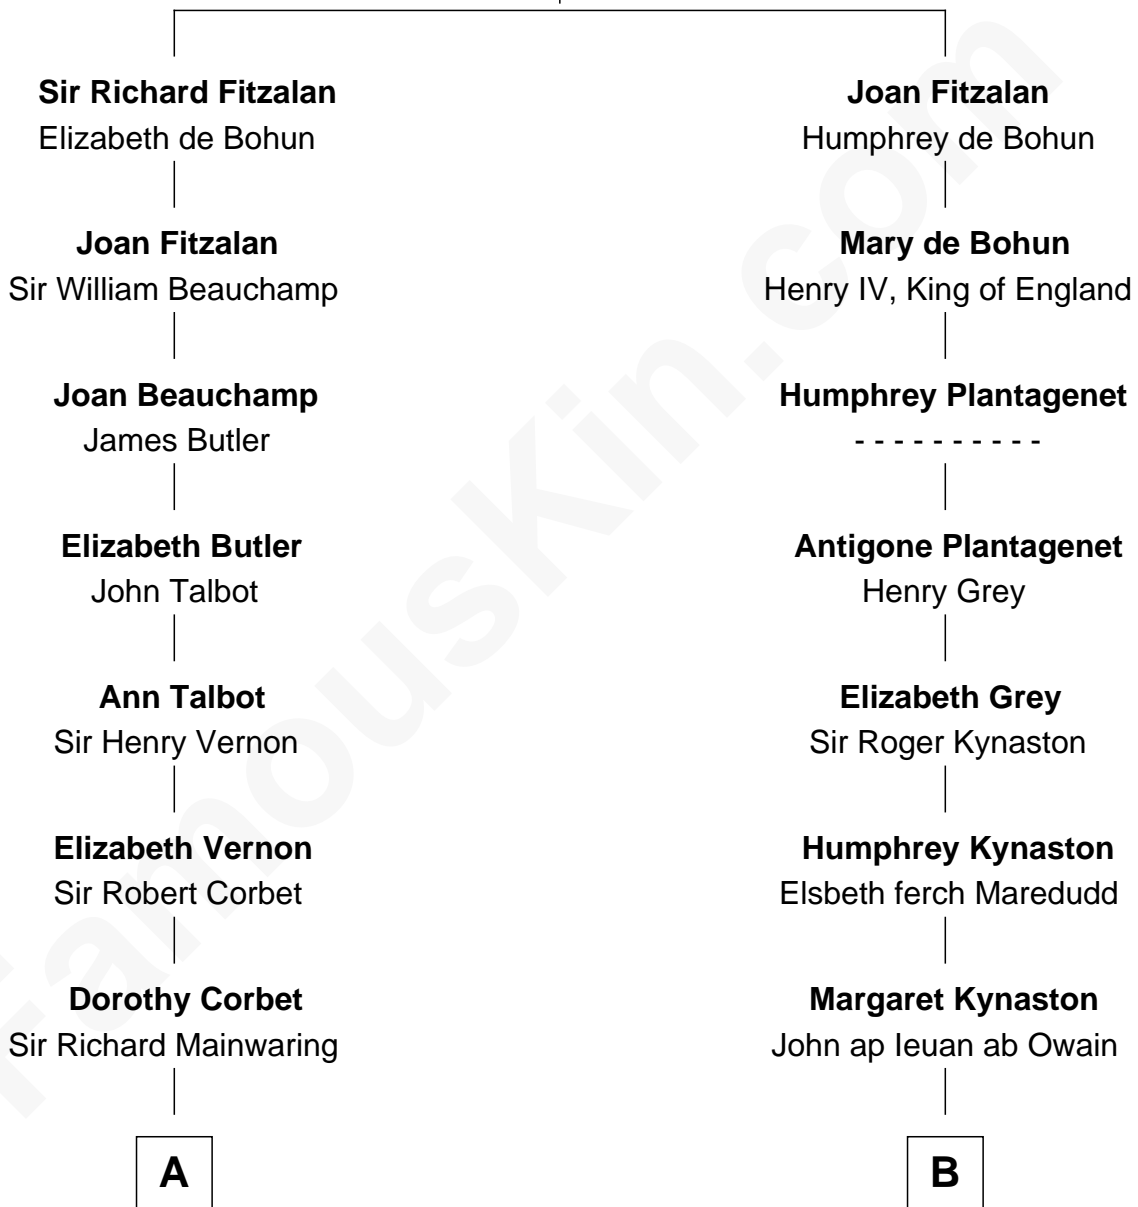 Sir Richard Fitzalan
Elizabeth de Bohun
Joan Fitzalan
Sir William Beauchamp
Joan Beauchamp
James Butler
Elizabeth Butler
John Talbot
Ann Talbot
Sir Henry Vernon
Elizabeth Vernon
Sir Robert Corbet
Dorothy Corbet
Sir Richard Mainwaring
A
Joan Fitzalan
Humphrey de Bohun
Mary de Bohun
Henry IV, King of England
Humphrey Plantagenet
- - - - - - - - - -
Antigone Plantagenet
Henry Grey
Elizabeth Grey
Sir Roger Kynaston
Humphrey Kynaston
Elsbeth ferch Maredudd
Margaret Kynaston
John ap Ieuan ab Owain
B
FamousKin.com